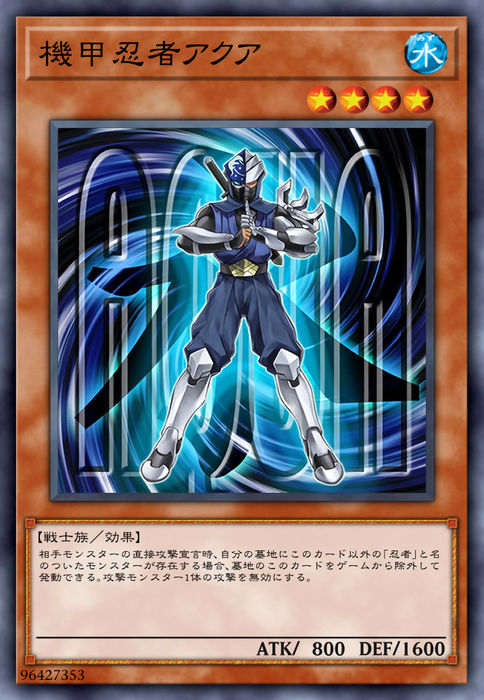 機甲忍者アクア
みず
水
AQUA
水
【戦士族／効果】
相手モンスターの直接攻撃宣言時、自分の墓地にこのカード以外の「忍者」と名
のついたモンスターが存在する場合、墓地のこのカードをゲームから除外して
発動できる。攻撃モンスター1体の攻撃を無効にする。
ATK/ 800 DEF/1600
96427353